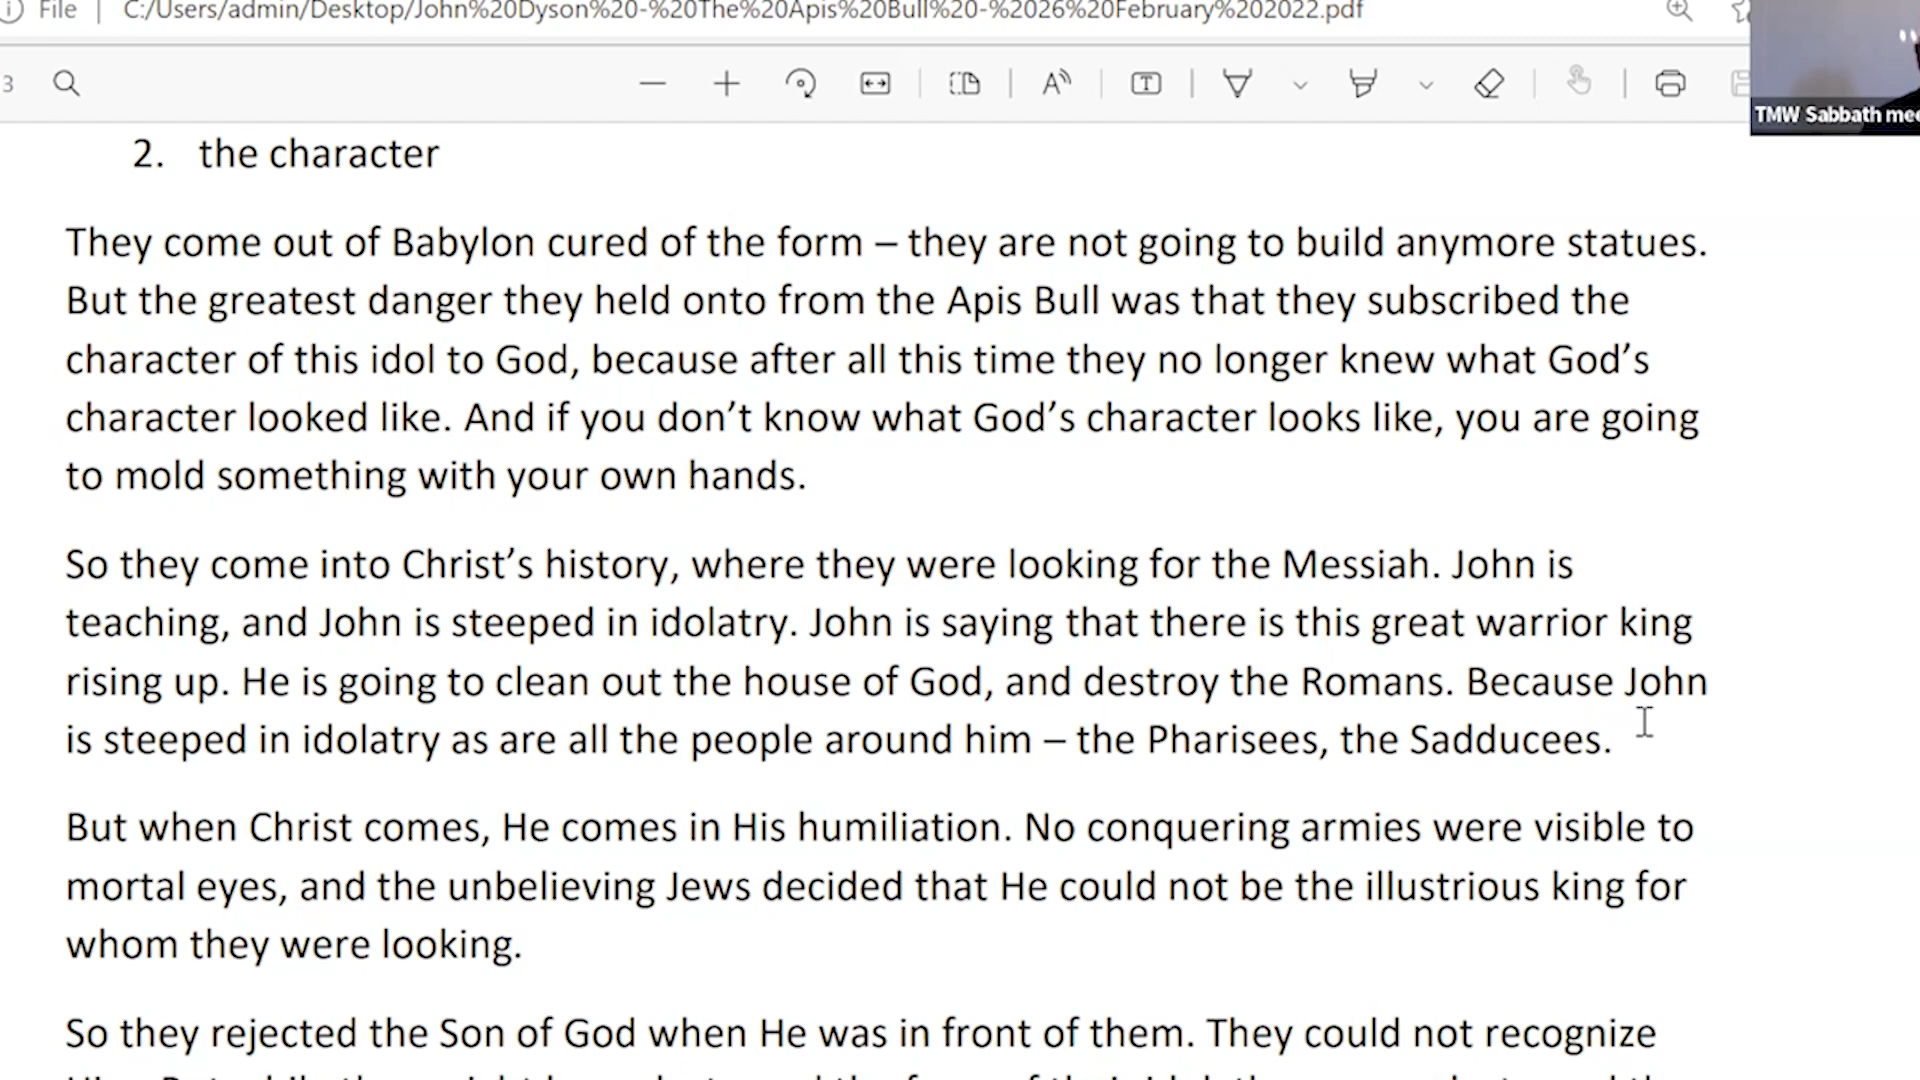 File C:/Users/admin/Desktop/John%20Dyson%20-%20The%20Apis%20Bull%20-%2026%20February%202022.pdf
3
TMW Sabbath
2. the character
They come out of Babylon cured of the form – they are not going to build anymore statues.
But the greatest danger they held onto from the Apis Bull was that they subscribed the
character of this idol to God, because after all this time they no longer knew what God’s
character looked like. And if you don’t know what God’s character looks like, you are going
to mold something with your own hands.
So they come into Christ’s history, where they were looking for the Messiah. John is
teaching, and John is steeped in idolatry. John is saying that there is this great warrior king
rising up. He is going to clean out the house of God, and destroy the Romans. Because John
is steeped in idolatry as are all the people around him – the Pharisees, the Sadducees.
But when Christ comes, He comes in His humiliation. No conquering armies were visible to
mortal eyes, and the unbelieving Jews decided that He could not be the illustrious king for
whom they were looking.
So they rejected the Son of God when He was in front of them. They could not recognize